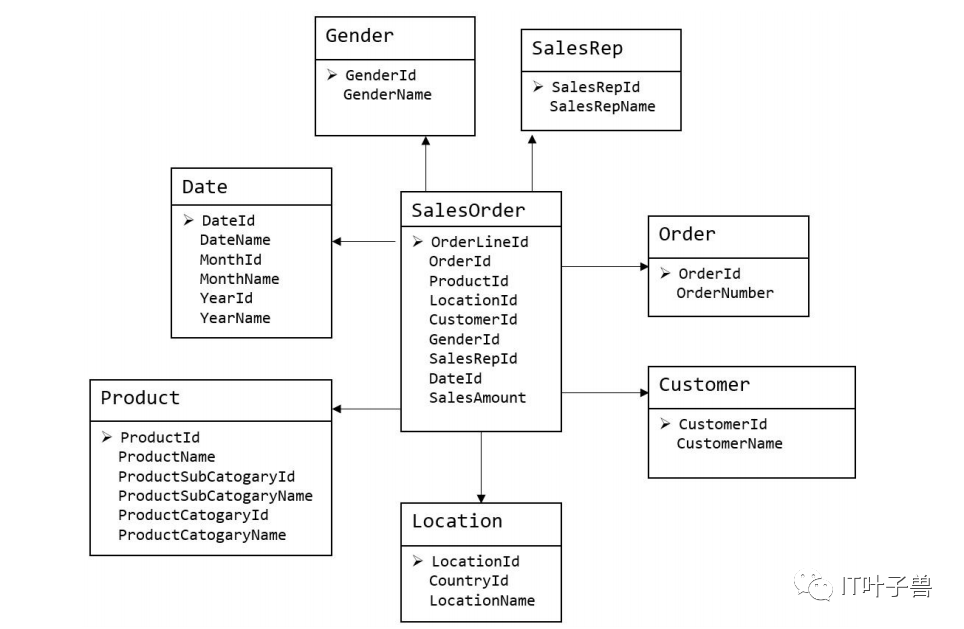 Gender
GenderId
GenderName
SalesRep
SalesRepId
SalesRepName
Date
DateId
DateName
MonthId
MonthName
YearId
YearName
SalesOrder
OrderLineId
OrderId
ProductId
LocationId
CustomerId
GenderId
SalesRepId
DateId
SalesAmount
Order
OrderId
OrderNumber
Product
ProductId
ProductName
ProductSubCatogaryId
ProductSubCatogaryName
ProductCatogaryId
ProductCatogaryName
Customer
CustomerId
CustomerName
Location
LocationId
CountryId
LocationName
IT叶子兽